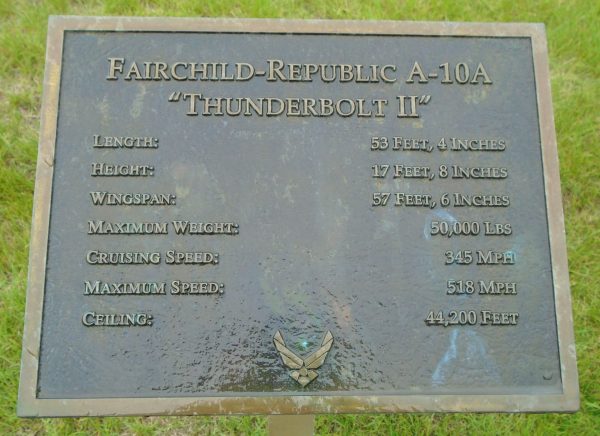 Fairchild-Republic A-10A
"Thunderbolt II"
Length: 53 Feet, 4 Inches
Height: 17 Feet, 8 Inches
Wingspan: 57 Feet, 6 Inches
Maximum Weight: 50,000 Lbs
Cruising Speed: 345 Mph
Maximum Speed: 518 Mph
Ceiling: 44,200 Feet